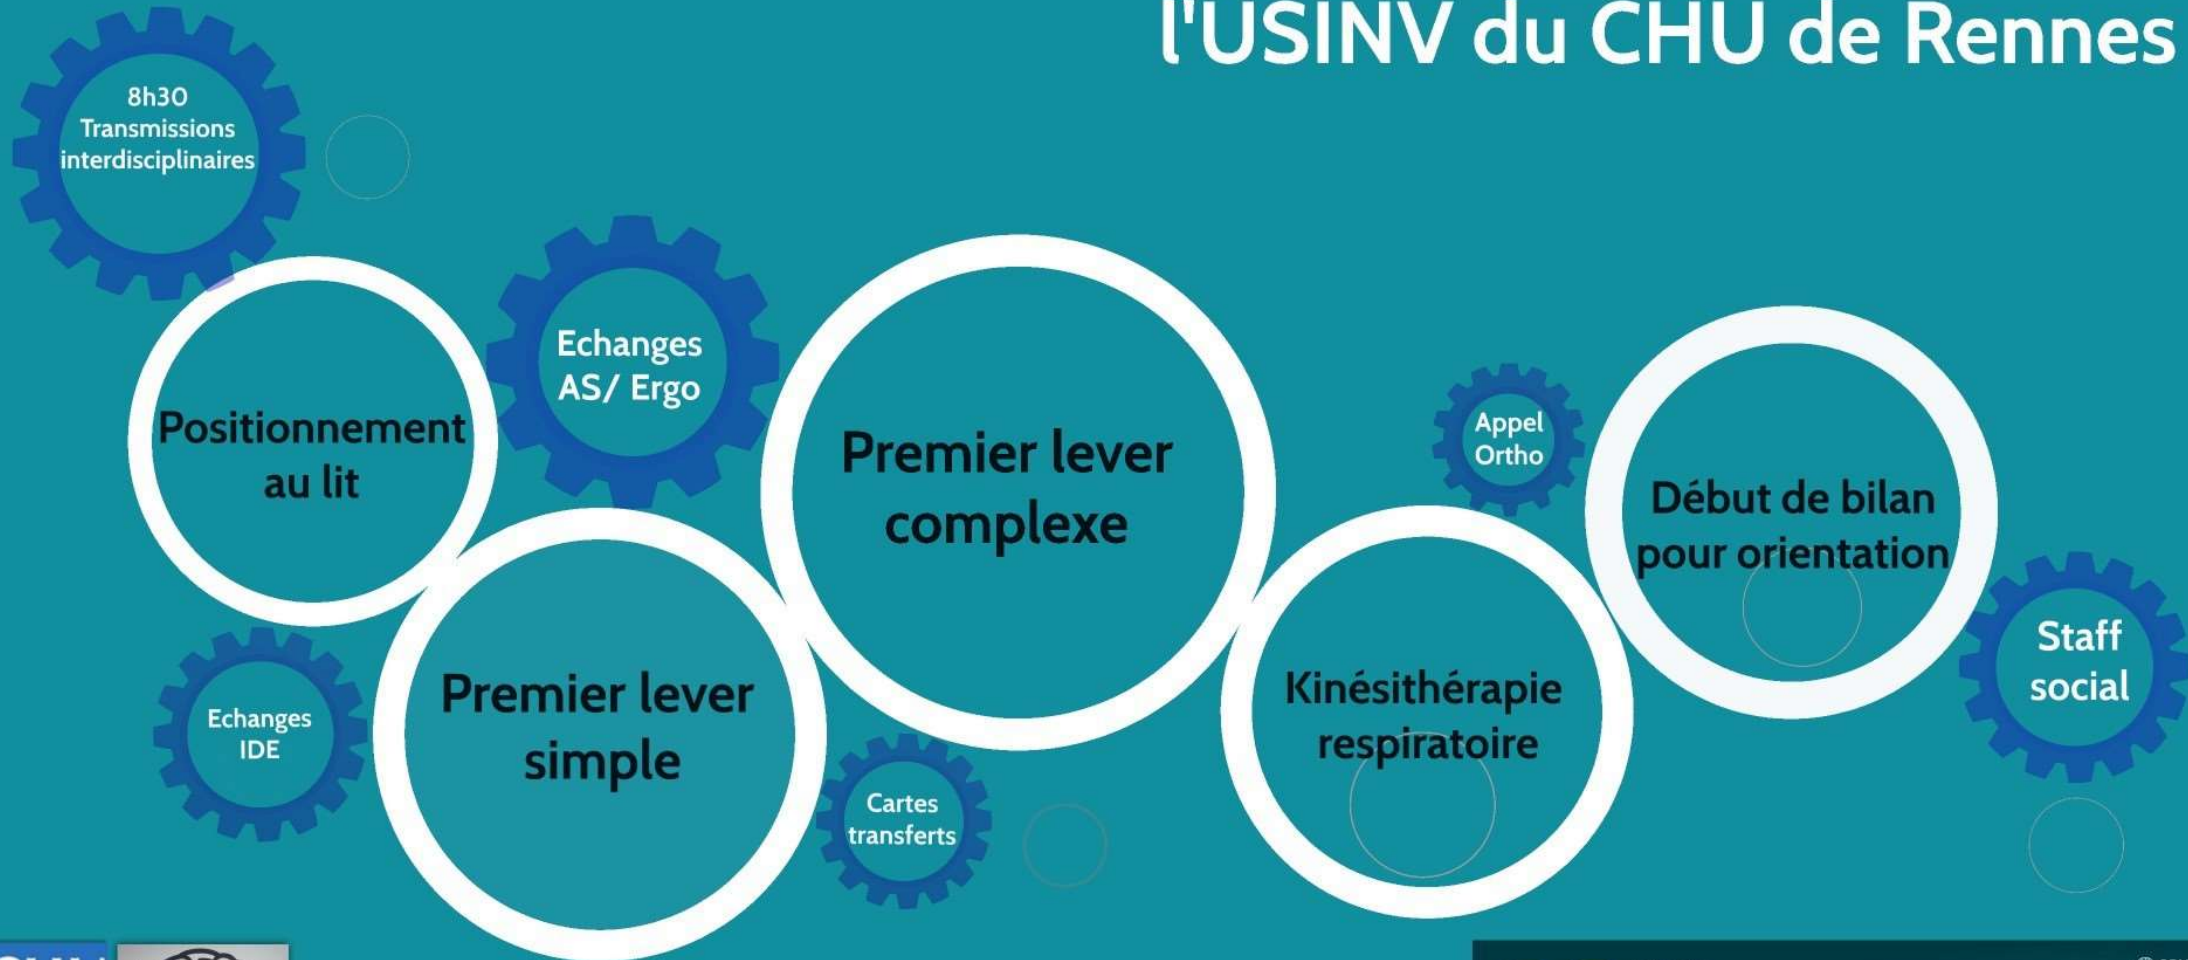 l'USINV du CHU de Rennes
8h30
Transmissions
interdisciplinaires
Positionnement
au lit
Echanges
AS/ Ergo
Echanges
IDE
Premier lever
simple
Premier lever
complexe
Cartes
transferts
Kinésithérapie
respiratoire
Appel
Ortho
Début de bilan
pour orientation
Staff
social